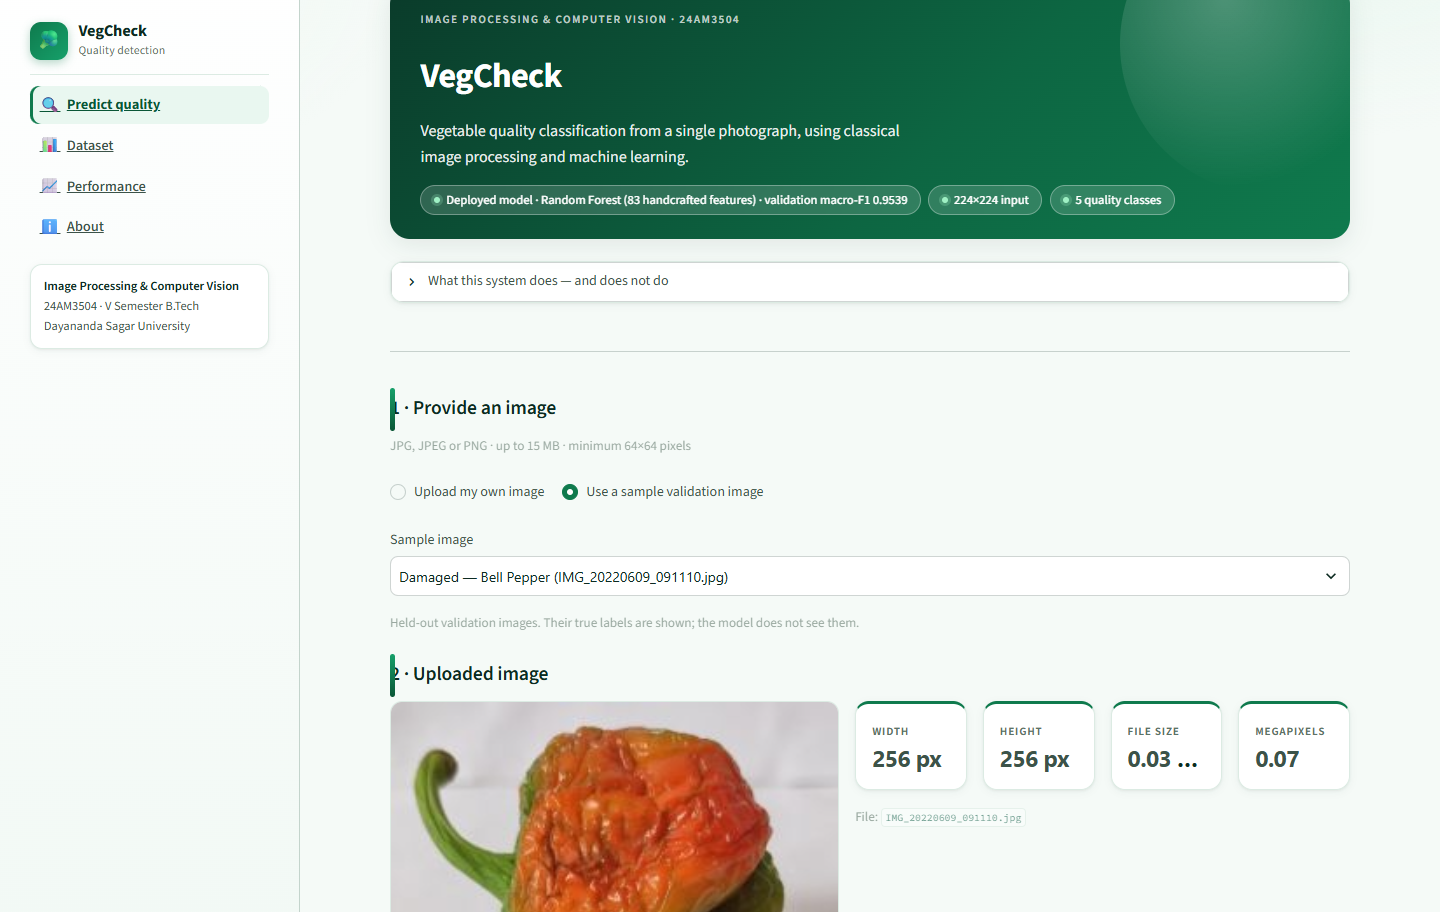 VegCheck
Quality detection
Predict quality
Dataset
Performance
About
Image Processing & Computer Vision
24AM3504 · V Semester B.Tech
Dayananda Sagar University
IMAGE PROCESSING & COMPUTER VISION · 24AM3504
VegCheck
Vegetable quality classification from a single photograph, using classical
image processing and machine learning.
Deployed model · Random Forest (83 handcrafted features) · validation macro-F1 0.9539
224×224 input
5 quality classes
What this system does — and does not do
1 · Provide an image
JPG, JPEG or PNG · up to 15 MB · minimum 64×64 pixels
Upload my own image
Use a sample validation image
Sample image
Damaged — Bell Pepper (IMG_20220609_091110.jpg)
Held-out validation images. Their true labels are shown; the model does not see them.
2 · Uploaded image
WIDTH
256 px
HEIGHT
256 px
FILE SIZE
0.03 ...
MEGAPIXELS
0.07
File: IMG_20220609_091110.jpg